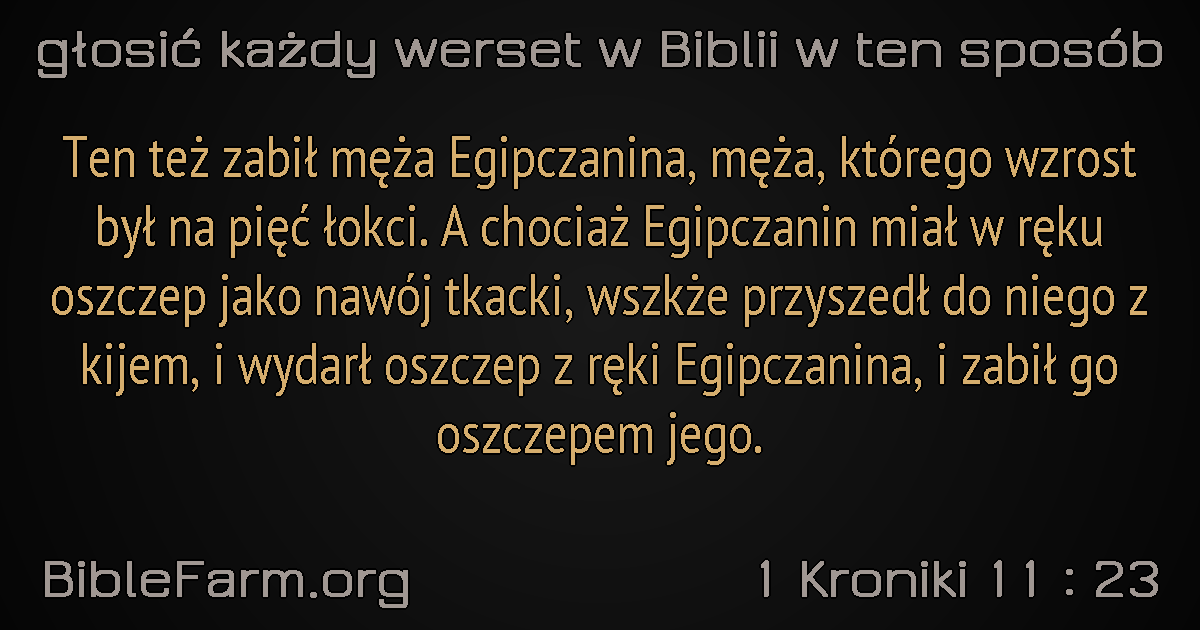 głosić każdy werset w Biblii w ten sposób
Ten też zabił męża Egipczanina, męża, którego wzrost
był na pięć łokci. A chociaż Egipczanin miał w ręku
oszczep jako nawój tkacki, wszkże przyszedł do niego z
kijem, i wydarł oszczep z ręki Egipczanina, i zabił go
oszczepem jego.
BibleFarm.org
1 Kroniki 11 : 23